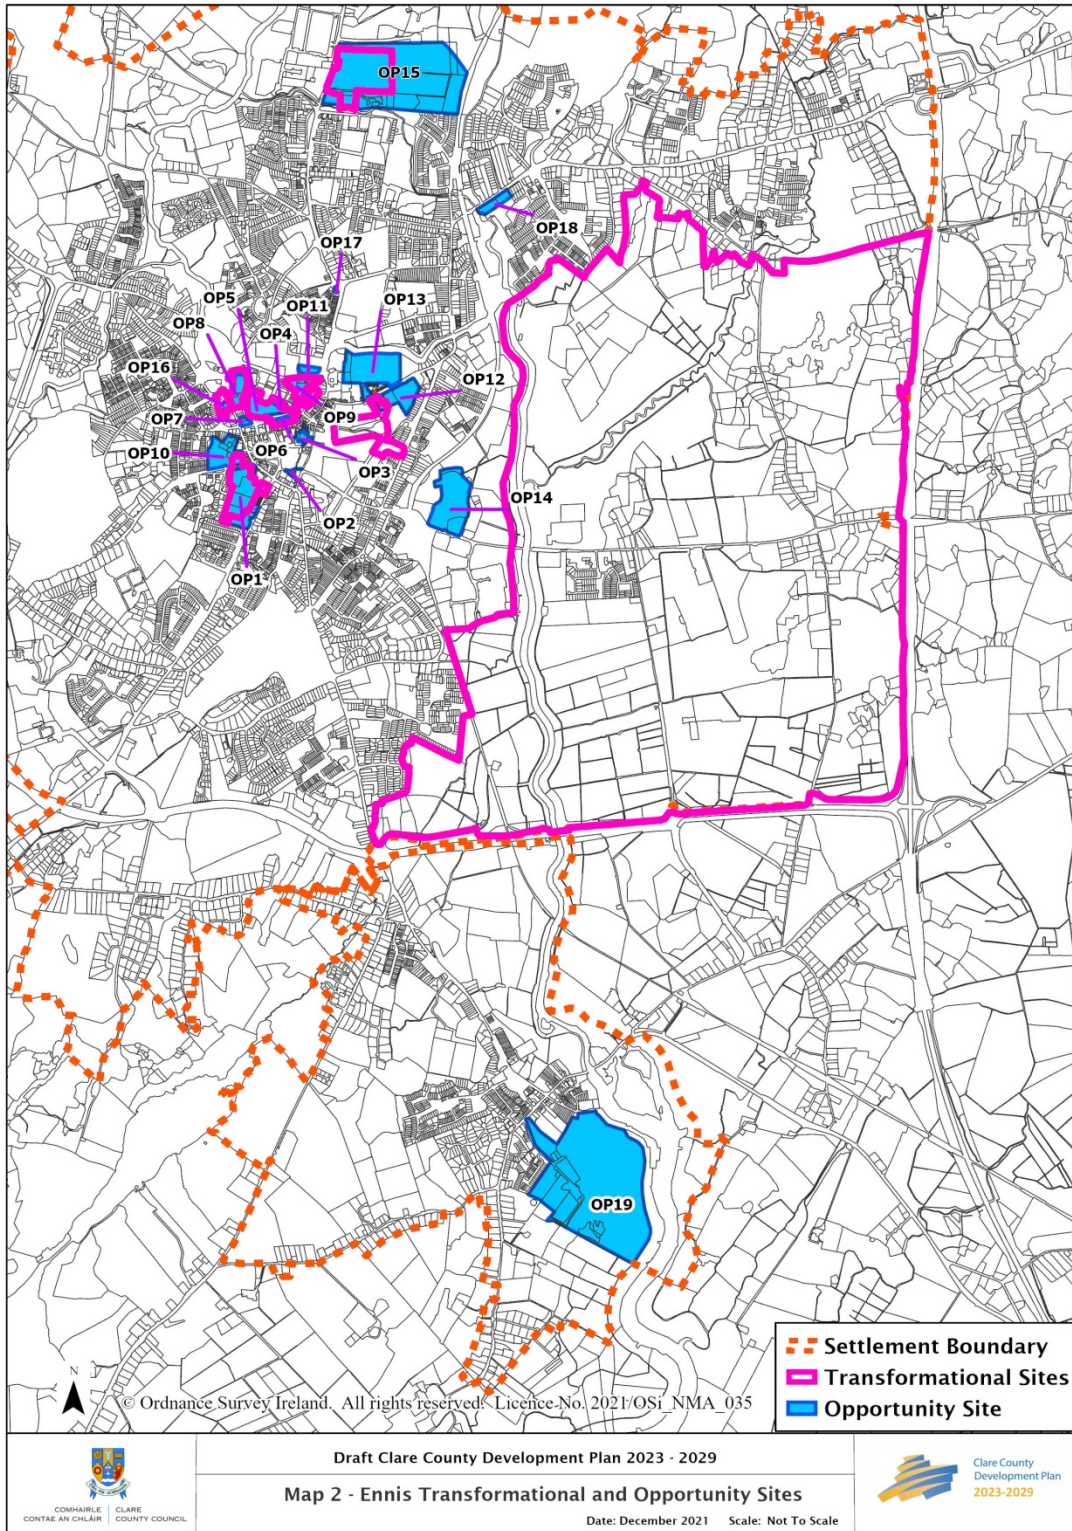 OP15
OP18
OP17
OP5
OP11
OP13
OP8
OP4
OP16
OP12
OP7
OP9
OP10
OP6
OP3
OP14
OP2
OP1
OP19
Settlement Boundary
Transformational Sites
Opportunity Site
N
© Ordnance Survey Ireland. All rights reserved. Licence No. 2021/OSi_NMA_035
COMHAIRLE CONTAE AN CHLÁIR
CLARE COUNTY COUNCIL
Draft Clare County Development Plan 2023 - 2029
Map 2 - Ennis Transformational and Opportunity Sites
Date: December 2021 Scale: Not To Scale
Clare County
Development Plan
2023-2029